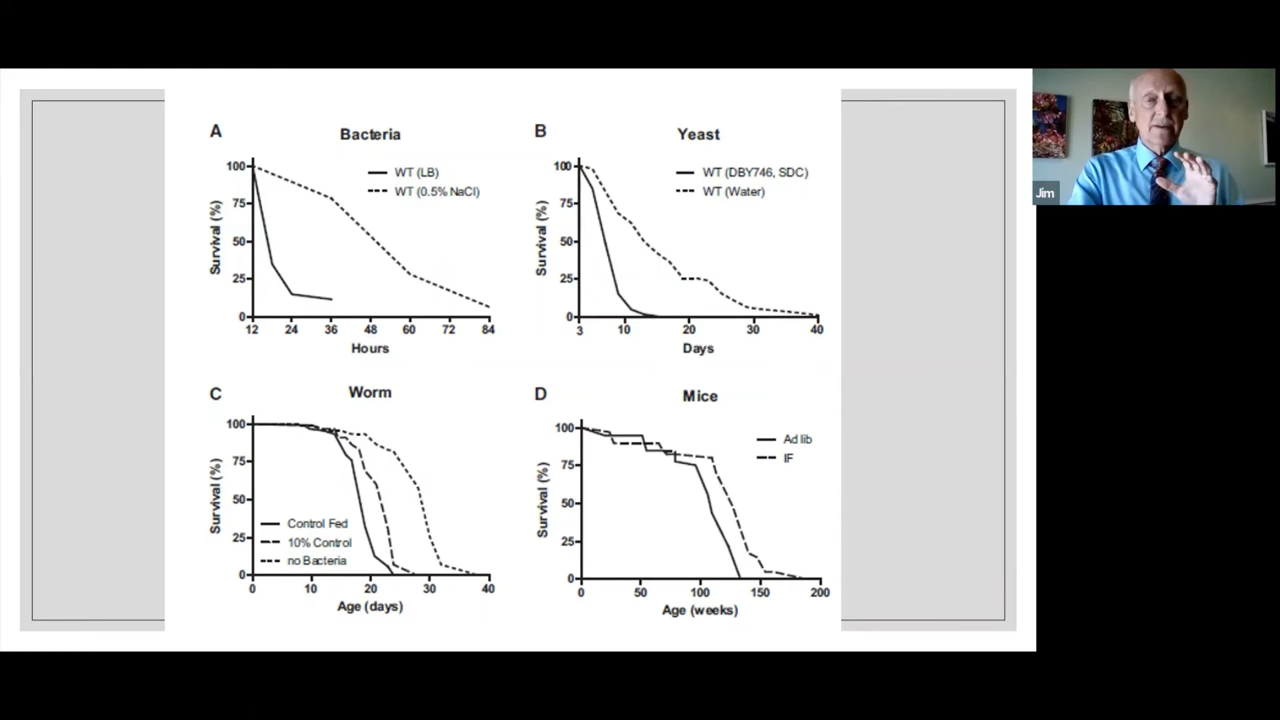 A
Bacteria
100
75
50
25
0
Survival (%)
WT (LB)
WT (0.5% NaCl)
12 24 36 48 60 72 84
Hours
B
Yeast
100
75
50
25
0
Survival (%)
WT (DBY746, SDC)
WT (Water)
3 10 20 30 40
Days
C
Worm
100
75
50
25
0
Survival (%)
Control Fed
10% Control
no Bacteria
0 10 20 30 40
Age (days)
D
Mice
100
75
50
25
0
Survival (%)
Ad lib
IF
0 50 100 150 200
Age (weeks)
Jim